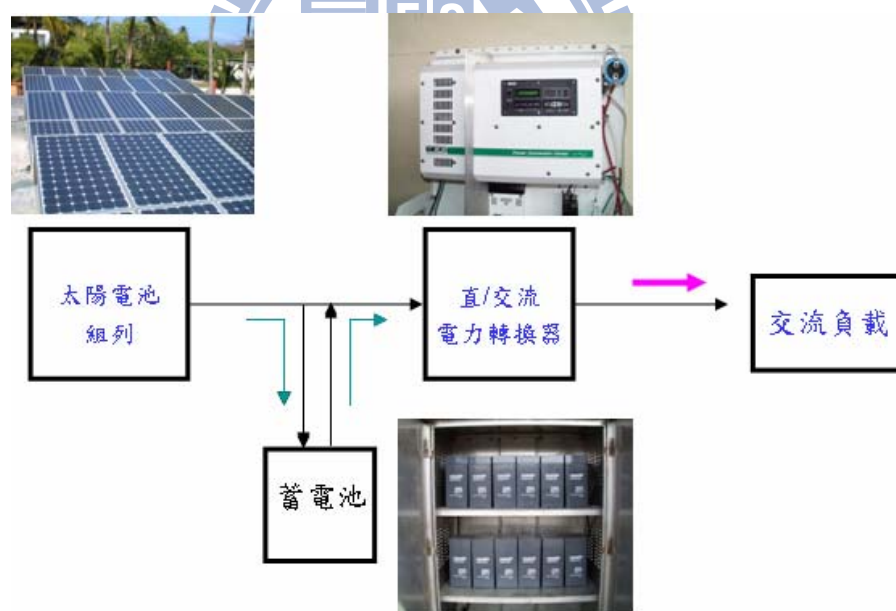 太陽電池
組列
直/交流
電力轉換器
交流負載
蓄電池